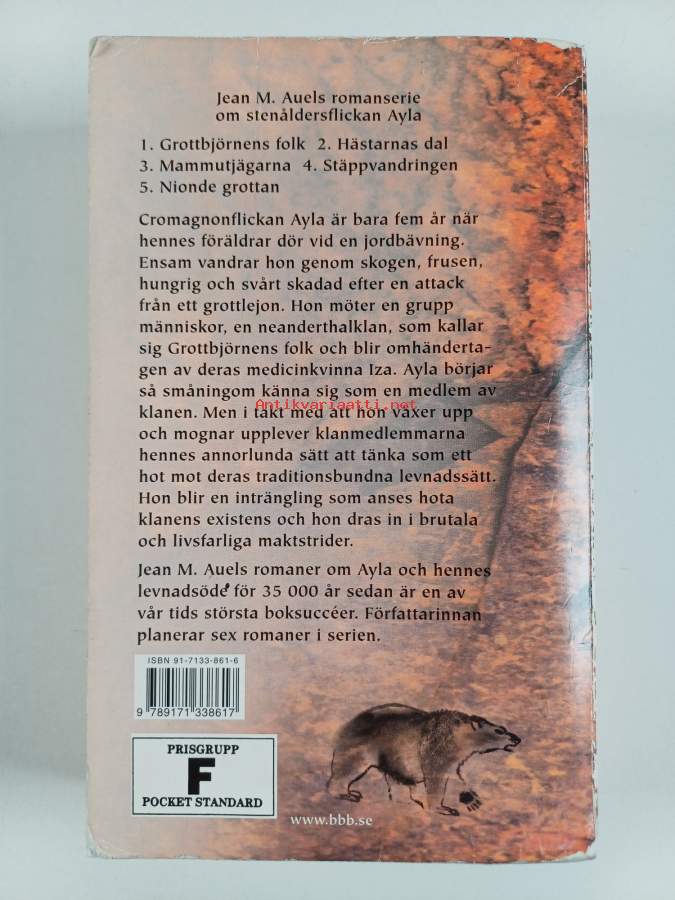 Jean M. Auels romanserie
om stenåldersflickan Ayla
1. Grottbjörnens folk 2. Hästarnas dal
3. Mammutjägarna 4. Stäppvandringen
5. Nionde grottan
Cromagnonflickan Ayla är bara fem år när
hennes föräldrar dör vid en jordbävning.
Ensam vandrar hon genom skogen, frusen,
hungrig och svårt skadad efter en attack
från ett grottlejon. Hon möter en grupp
människor, en neanderthalklan, som kallar
sig Grottbjörnens folk och blir omhänderta-
gen av deras medicinkvinna Iza. Ayla börjar
så småningom känna sig som en medlem av
klanen. Men i takt med att hon växer upp
Antikvariaatti.net
och mognar upplever klanmedlemmarna
hennes annorlunda sätt att tänka som ett
hot mot deras traditionsbundna levnadssätt.
Hon blir en inträngling som anses hota
klanens existens och hon dras in i brutala
och livsfarliga maktstrider.
Jean M. Auels romaner om Ayla och hennes
levnadsöde för 35 000 år sedan är en av
vår tids största boksuccéer. Författarinnan
planerar sex romaner i serien.
ISBN 91-7133-861-6
9 789171 338617
PRISGRUPP
F
POCKET STANDARD
www.bbb.se